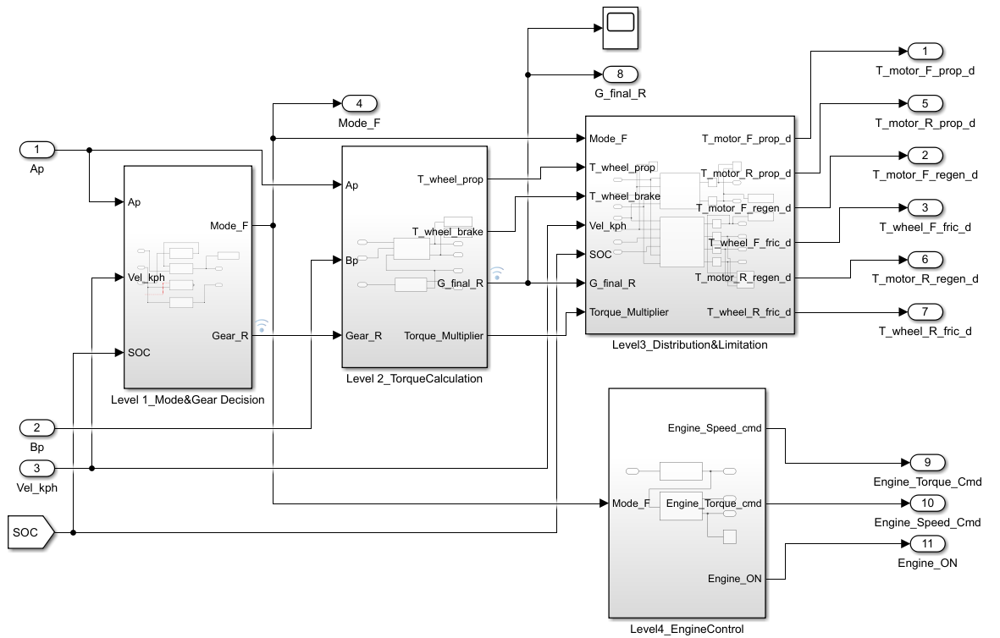 8
G_final_R
1
T_motor_F_prop_d
4
Mode_F
5
T_motor_R_prop_d
1
Ap
2
T_motor_F_regen_d
3
T_wheel_F_fric_d
6
T_motor_R_regen_d
7
T_wheel_R_fric_d
Ap
Vel_kph
SOC
Mode_F
Gear_R
Level 1_Mode&Gear Decision
Ap
Bp
Gear_R
T_wheel_prop
T_wheel_brake
G_final_R
Torque_Multiplier
Level 2_TorqueCalculation
Mode_F
T_wheel_prop
T_wheel_brake
Vel_kph
SOC
G_final_R
Torque_Multiplier
T_motor_F_prop_d
T_motor_R_prop_d
T_motor_F_regen_d
T_wheel_F_fric_d
T_motor_R_regen_d
T_wheel_R_fric_d
Level3_Distribution&Limitation
2
Bp
3
Vel_kph
SOC
Mode_F
Engine_Speed_cmd
Engine_Torque_cmd
Engine_ON
Level4_EngineControl
9
Engine_Torque_Cmd
10
Engine_Speed_Cmd
11
Engine_ON